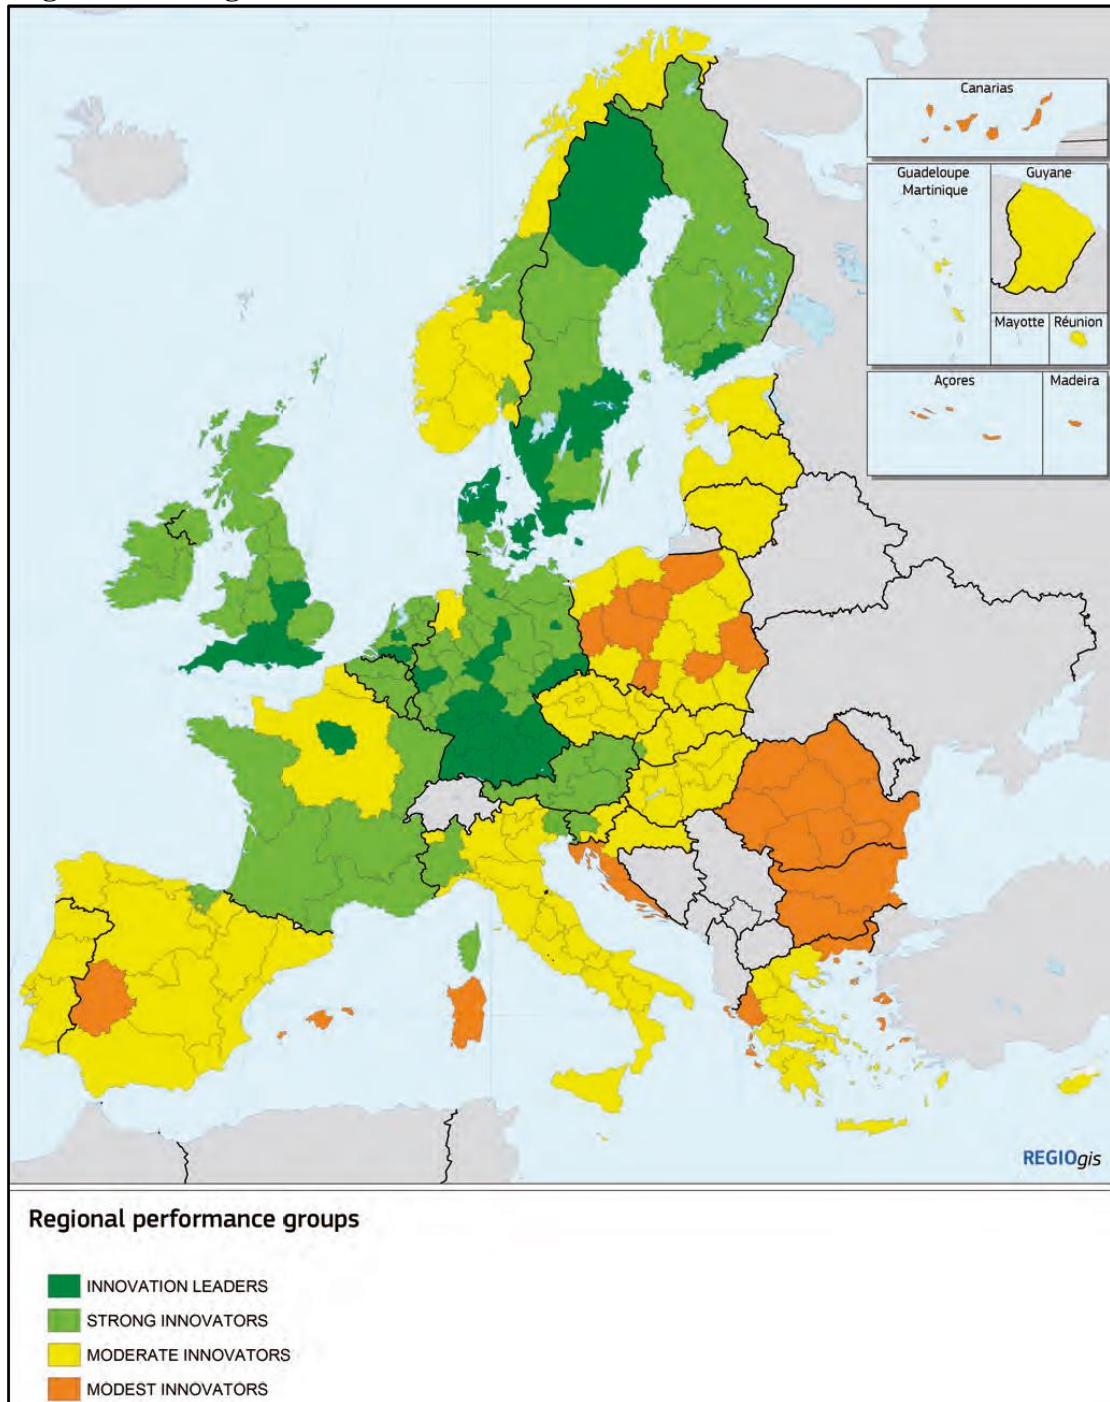 Canarias
Guadeloupe
Martinique
Guyane
Mayotte
Réunion
Açores
Madeira
REGIOgis
Regional performance groups
INNOVATION LEADERS
STRONG INNOVATORS
MODERATE INNOVATORS
MODEST INNOVATORS